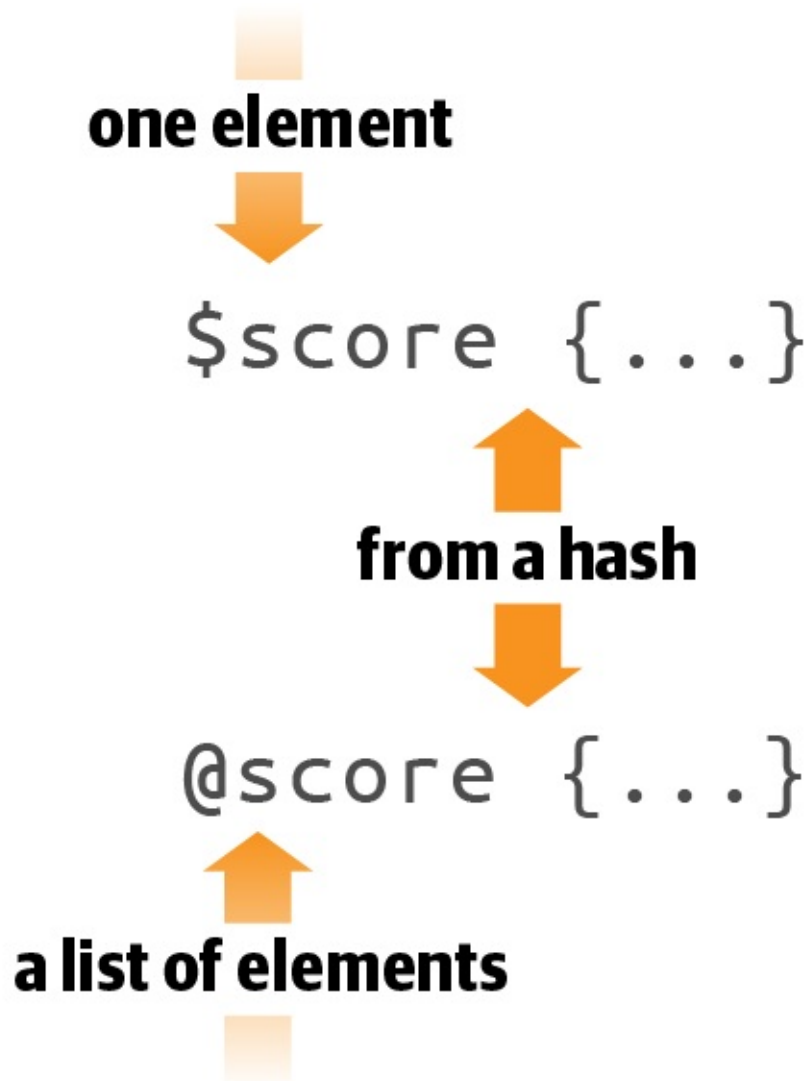 one element
$score {...}
from a hash
@score {...}
a list of elements